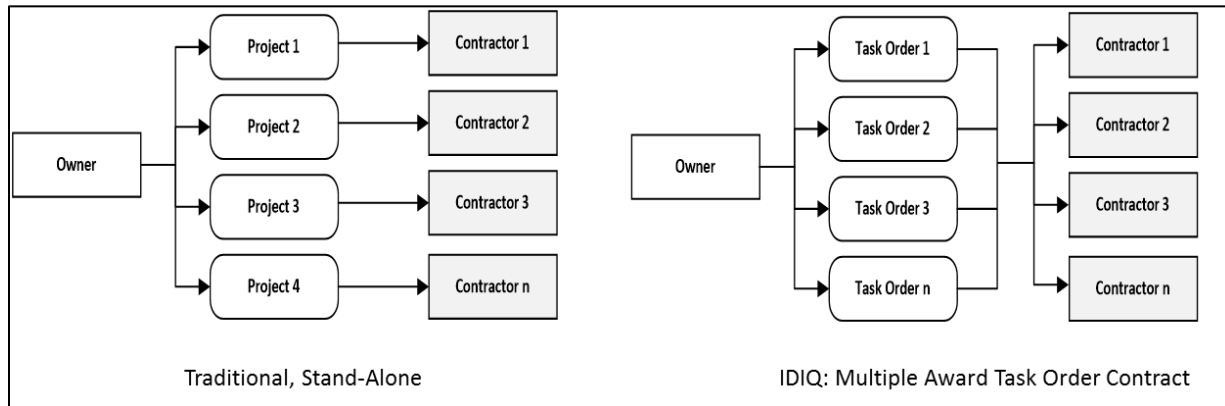 Owner
Project 1
Project 2
Project 3
Project 4
Contractor 1
Contractor 2
Contractor 3
Contractor n
Traditional, Stand-Alone
Owner
Task Order 1
Task Order 2
Task Order 3
Task Order n
Contractor 1
Contractor 2
Contractor 3
Contractor n
IDIQ: Multiple Award Task Order Contract